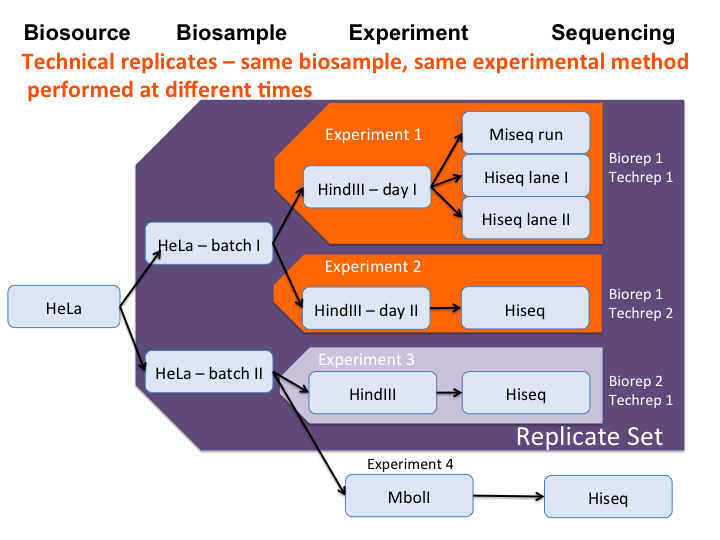 Biosource Biosample Experiment Sequencing
Technical replicates – same biosample, same experimental method
performed at different times
Experiment 1
Miseq run
Biorep 1
Techrep 1
HindIII – day I
Hiseq lane I
Hiseq lane II
HeLa – batch I
Experiment 2
HindIII – day II
Hiseq
Biorep 1
Techrep 2
HeLa
Experiment 3
HeLa – batch II
HindIII
Hiseq
Biorep 2
Techrep 1
Replicate Set
Experiment 4
MboII
Hiseq